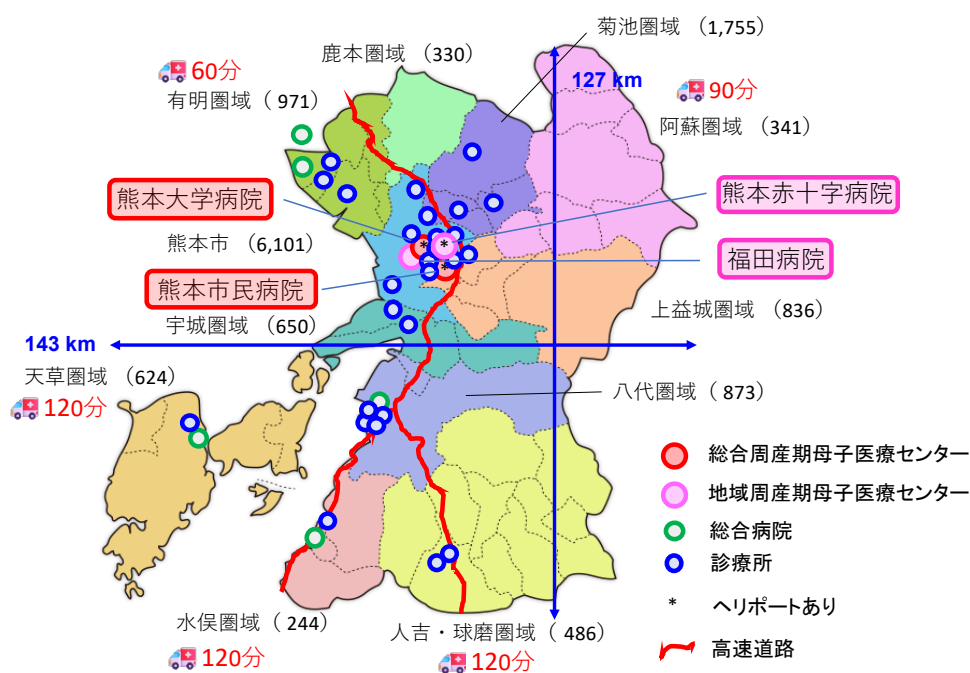 菊池圏域 （1,755）
鹿本圏域 （330）
60分
127 km
90分
有明圏域（ 971）
阿蘇圏域 （341）
熊本大学病院
熊本赤十字病院
熊本市 （6,101）
福田病院
熊本市民病院
上益城圏域 （836）
宇城圏域 （650）
143 km
天草圏域 （624）
八代圏域 （ 873）
120分
総合周産期母子医療センター
地域周産期母子医療センター
総合病院
診療所
* ヘリポートあり
高速道路
水俣圏域（ 244）
人吉・球磨圏域（ 486）
120分
120分
* * *